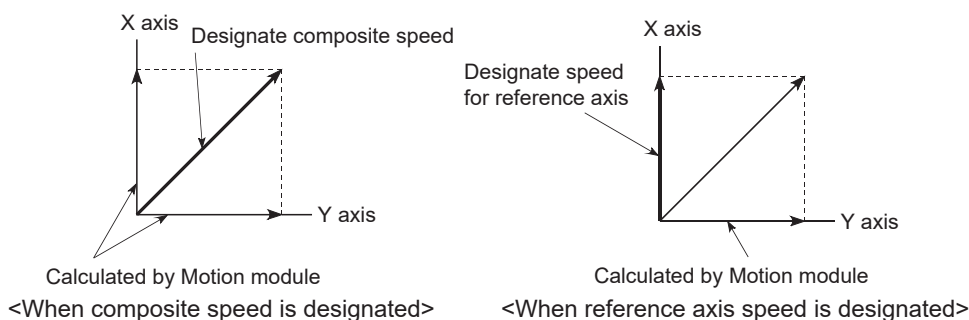 X axis
Designate composite speed
Y axis
Calculated by Motion module
<When composite speed is designated>
X axis
Designate speed
for reference axis
Y axis
Calculated by Motion module
<When reference axis speed is designated>